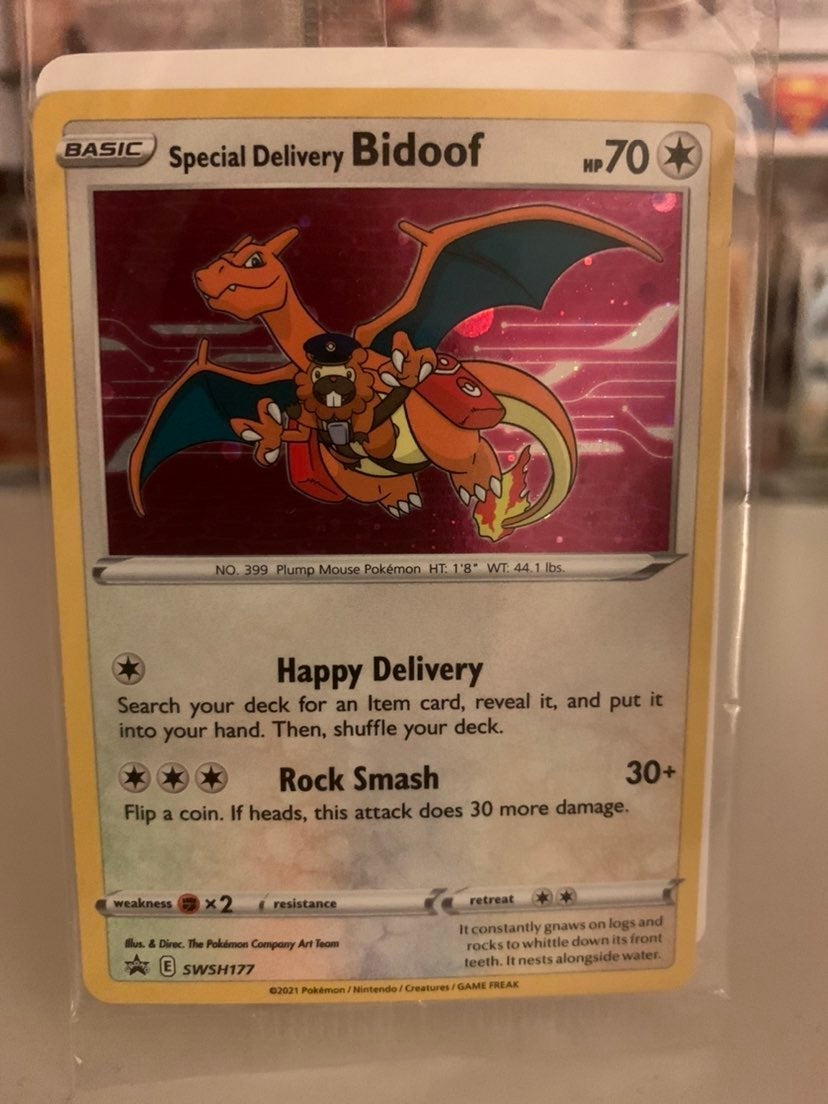 BASIC Special Delivery Bidoof HP 70
NO. 399 Plump Mouse Pokémon HT: 1'8" WT: 44.1 lbs.
Happy Delivery
Search your deck for an Item card, reveal it, and put it
into your hand. Then, shuffle your deck.
Rock Smash 30+
Flip a coin. If heads, this attack does 30 more damage.
weakness ×2 resistance retreat
It constantly gnaws on logs and
rocks to whittle down its front
teeth. It nests alongside water.
Illus. & Direc. The Pokémon Company Art Team
E SWSH177
©2021 Pokémon / Nintendo / Creatures / GAME FREAK